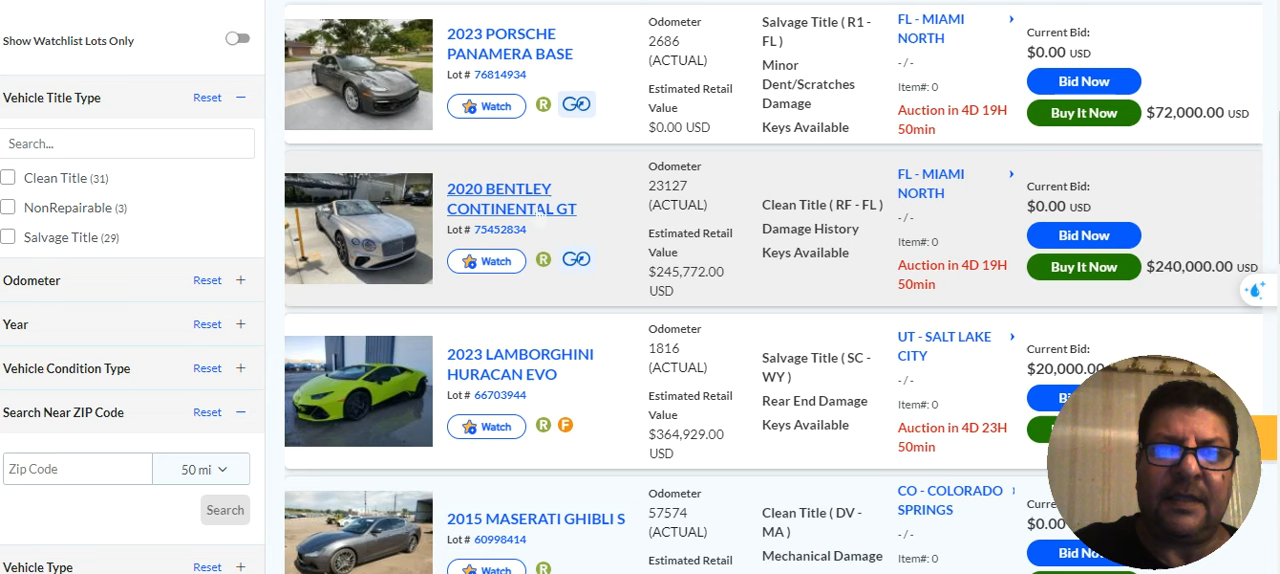 Show Watchlist Lots Only
Vehicle Title Type
Reset
Search...
Clean Title (31)
NonRepairable (3)
Salvage Title (29)
Odometer
Reset
Year
Reset
Vehicle Condition Type
Reset
Search Near ZIP Code
Reset
Zip Code
50 mi
Search
Vehicle Type
Reset
2023 PORSCHE
PANAMERA BASE
Lot # 76814934
Watch
R
Odometer
2686
(ACTUAL)
Estimated Retail
Value
$0.00 USD
Salvage Title ( R1 -
FL )
Minor
Dent/Scratches
Damage
Keys Available
FL - MIAMI
NORTH
- / -
Item#: 0
Auction in 4D 19H
50min
Current Bid:
$0.00 USD
Bid Now
Buy It Now
$72,000.00 USD
2020 BENTLEY
CONTINENTAL GT
Lot # 75452834
Watch
R
Odometer
23127
(ACTUAL)
Estimated Retail
Value
$245,772.00
USD
Clean Title ( RF - FL )
Damage History
Keys Available
FL - MIAMI
NORTH
- / -
Item#: 0
Auction in 4D 19H
50min
Current Bid:
$0.00 USD
Bid Now
Buy It Now
$240,000.00 USD
2023 LAMBORGHINI
HURACAN EVO
Lot # 66703944
Watch
R
F
Odometer
1816
(ACTUAL)
Estimated Retail
Value
$364,929.00
USD
Salvage Title ( SC -
WY )
Rear End Damage
Keys Available
UT - SALT LAKE
CITY
- / -
Item#: 0
Auction in 4D 23H
50min
Current Bid:
$20,000.00
2015 MASERATI GHIBLI S
Lot # 60998414
Watch
R
Odometer
57574
(ACTUAL)
Estimated Retail
Clean Title ( DV -
MA )
Mechanical Damage
CO - COLORADO
SPRINGS
- / -
Item#: 0
$0.00